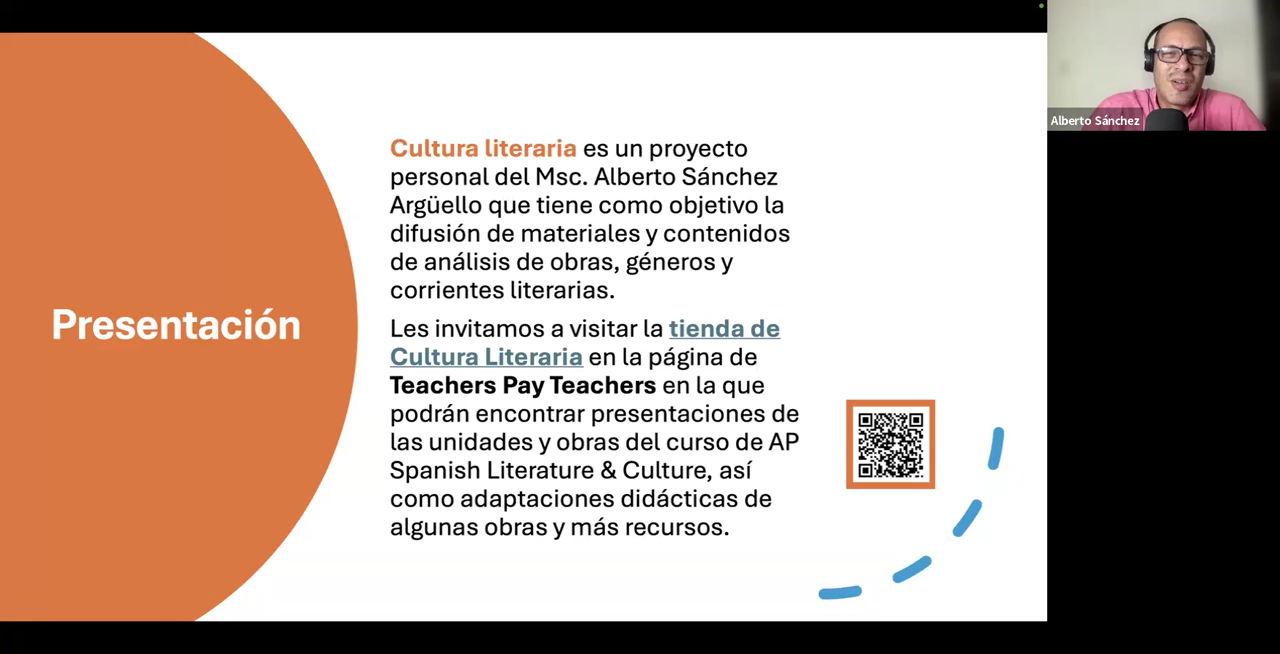 Presentación
Cultura literaria es un proyecto
personal del Msc. Alberto Sánchez
Argüello que tiene como objetivo la
difusión de materiales y contenidos
de análisis de obras, géneros y
corrientes literarias.
Les invitamos a visitar la tienda de
Cultura Literaria en la página de
Teachers Pay Teachers en la que
podrán encontrar presentaciones de
las unidades y obras del curso de AP
Spanish Literature & Culture, así
como adaptaciones didácticas de
algunas obras y más recursos.
Alberto Sánchez